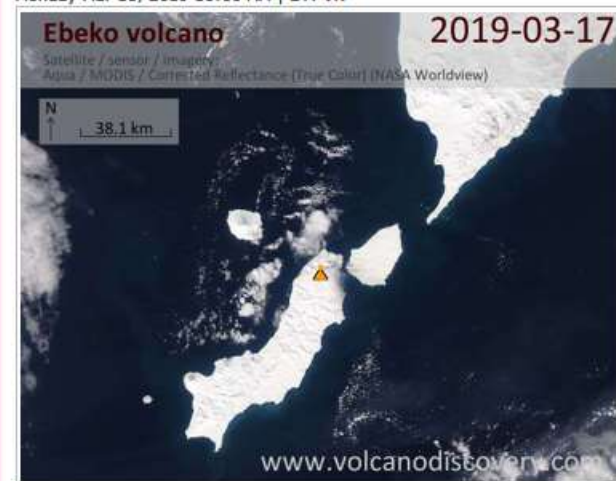 Ebeko volcano
2019-03-17
Satellite / sensor / imagery:
Aqua / MODIS / Corrected Reflectance (True Color) (NASA Worldview)
N
38.1 km
www.volcanodiscovery.com